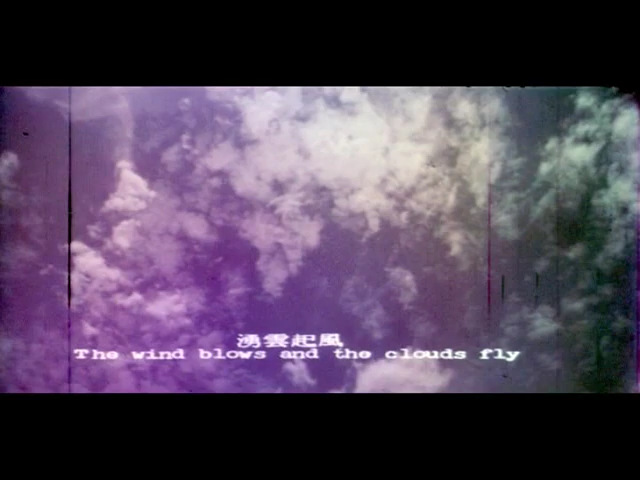 風起雲湧
The wind blows and the clouds fly